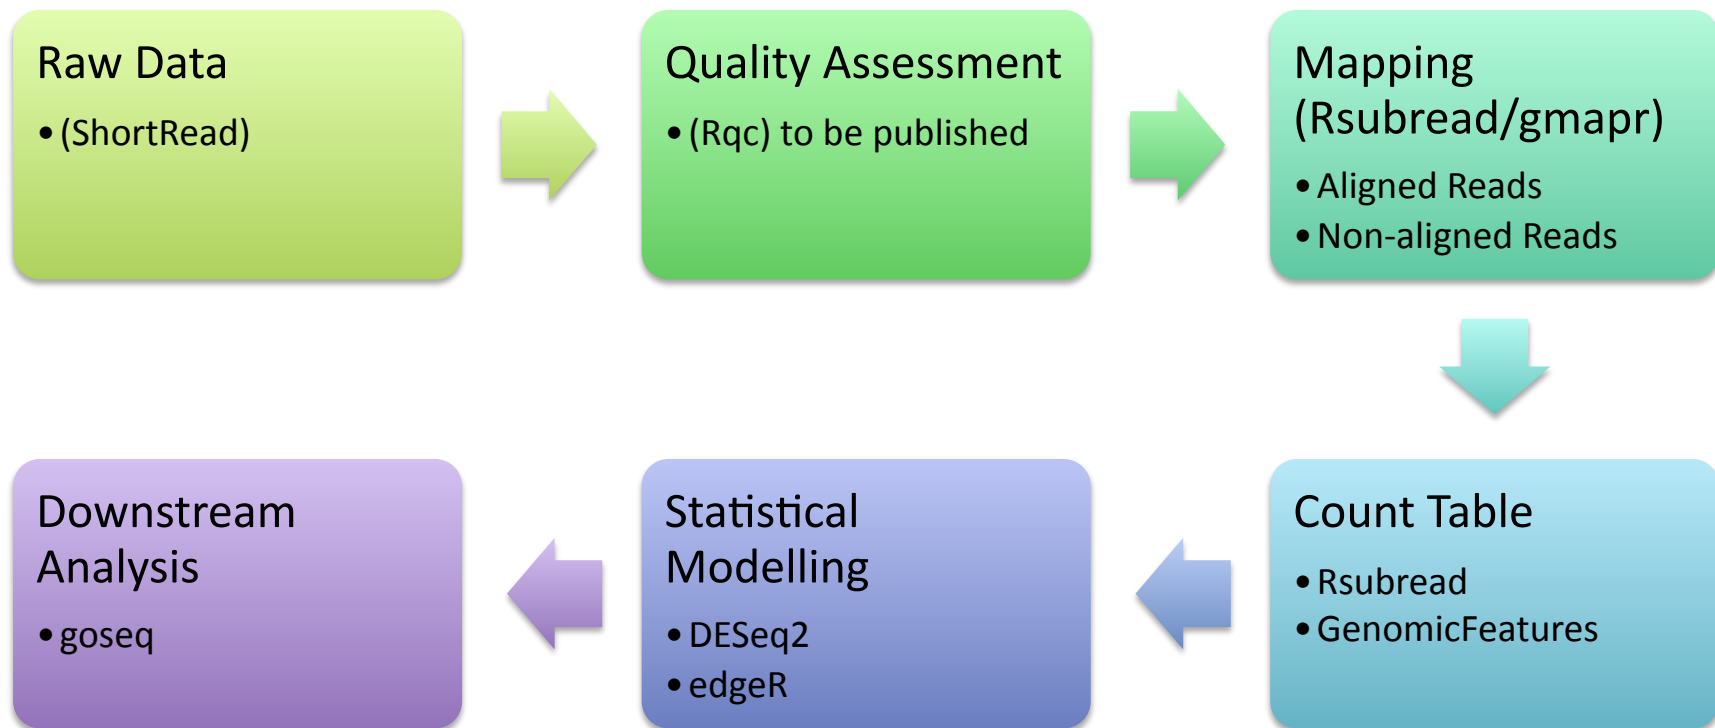 Raw Data
• (ShortRead)
Quality Assessment
• (Rqc) to be published
Mapping
(Rsubread/gmapr)
• Aligned Reads
• Non-aligned Reads
Count Table
• Rsubread
• GenomicFeatures
Statistical
Modelling
• DESeq2
• edgeR
Downstream
Analysis
• goseq